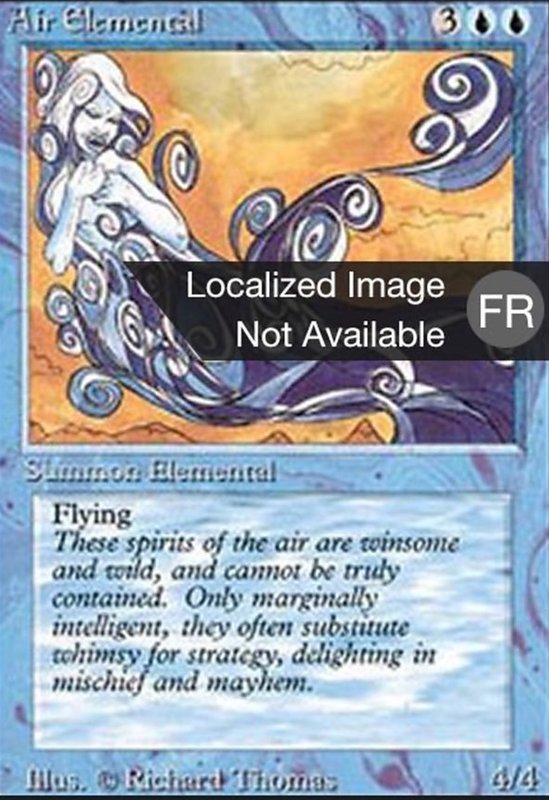 Air Elemental 3
Localized Image
Not Available
FR
Summon Elemental
Flying
These spirits of the air are winsome
and wild, and cannot be truly
contained. Only marginally
intelligent, they often substitute
whimsy for strategy, delighting in
mischief and mayhem.
Illus. © Richard Thomas 4/4